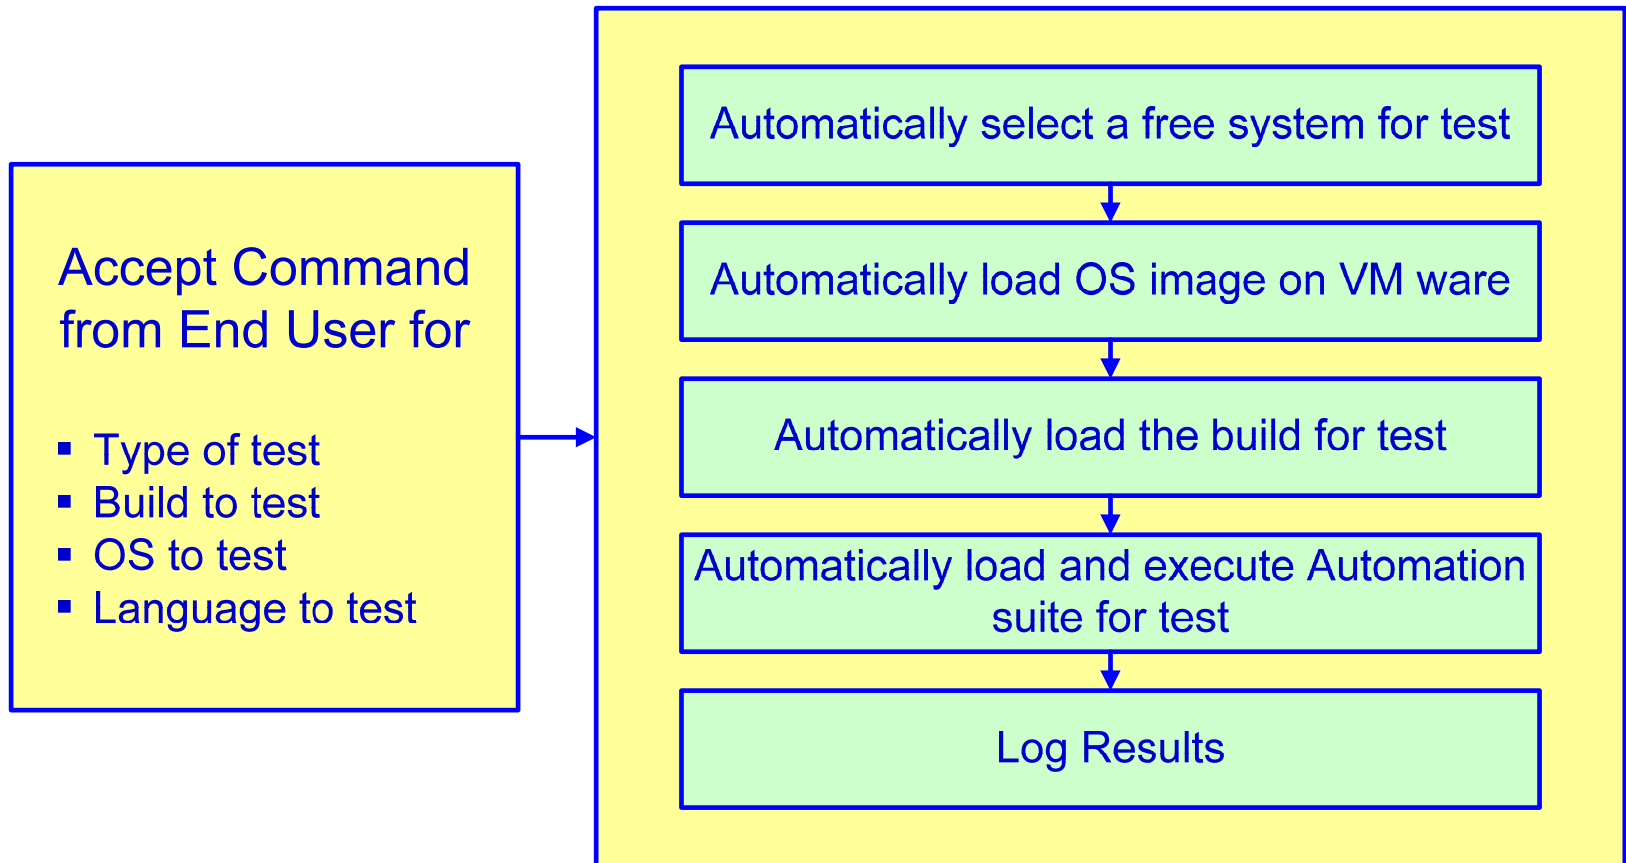 Accept Command
from End User for
▪ Type of test
▪ Build to test
▪ OS to test
▪ Language to test
Automatically select a free system for test
Automatically load OS image on VM ware
Automatically load the build for test
Automatically load and execute Automation
suite for test
Log Results